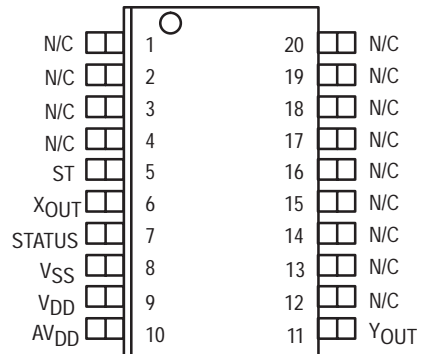 N/C 1 20 N/C
N/C 2 19 N/C
N/C 3 18 N/C
N/C 4 17 N/C
ST 5 16 N/C
XOUT 6 15 N/C
STATUS 7 14 N/C
VSS 8 13 N/C
VDD 9 12 N/C
AVDD 10 11 YOUT